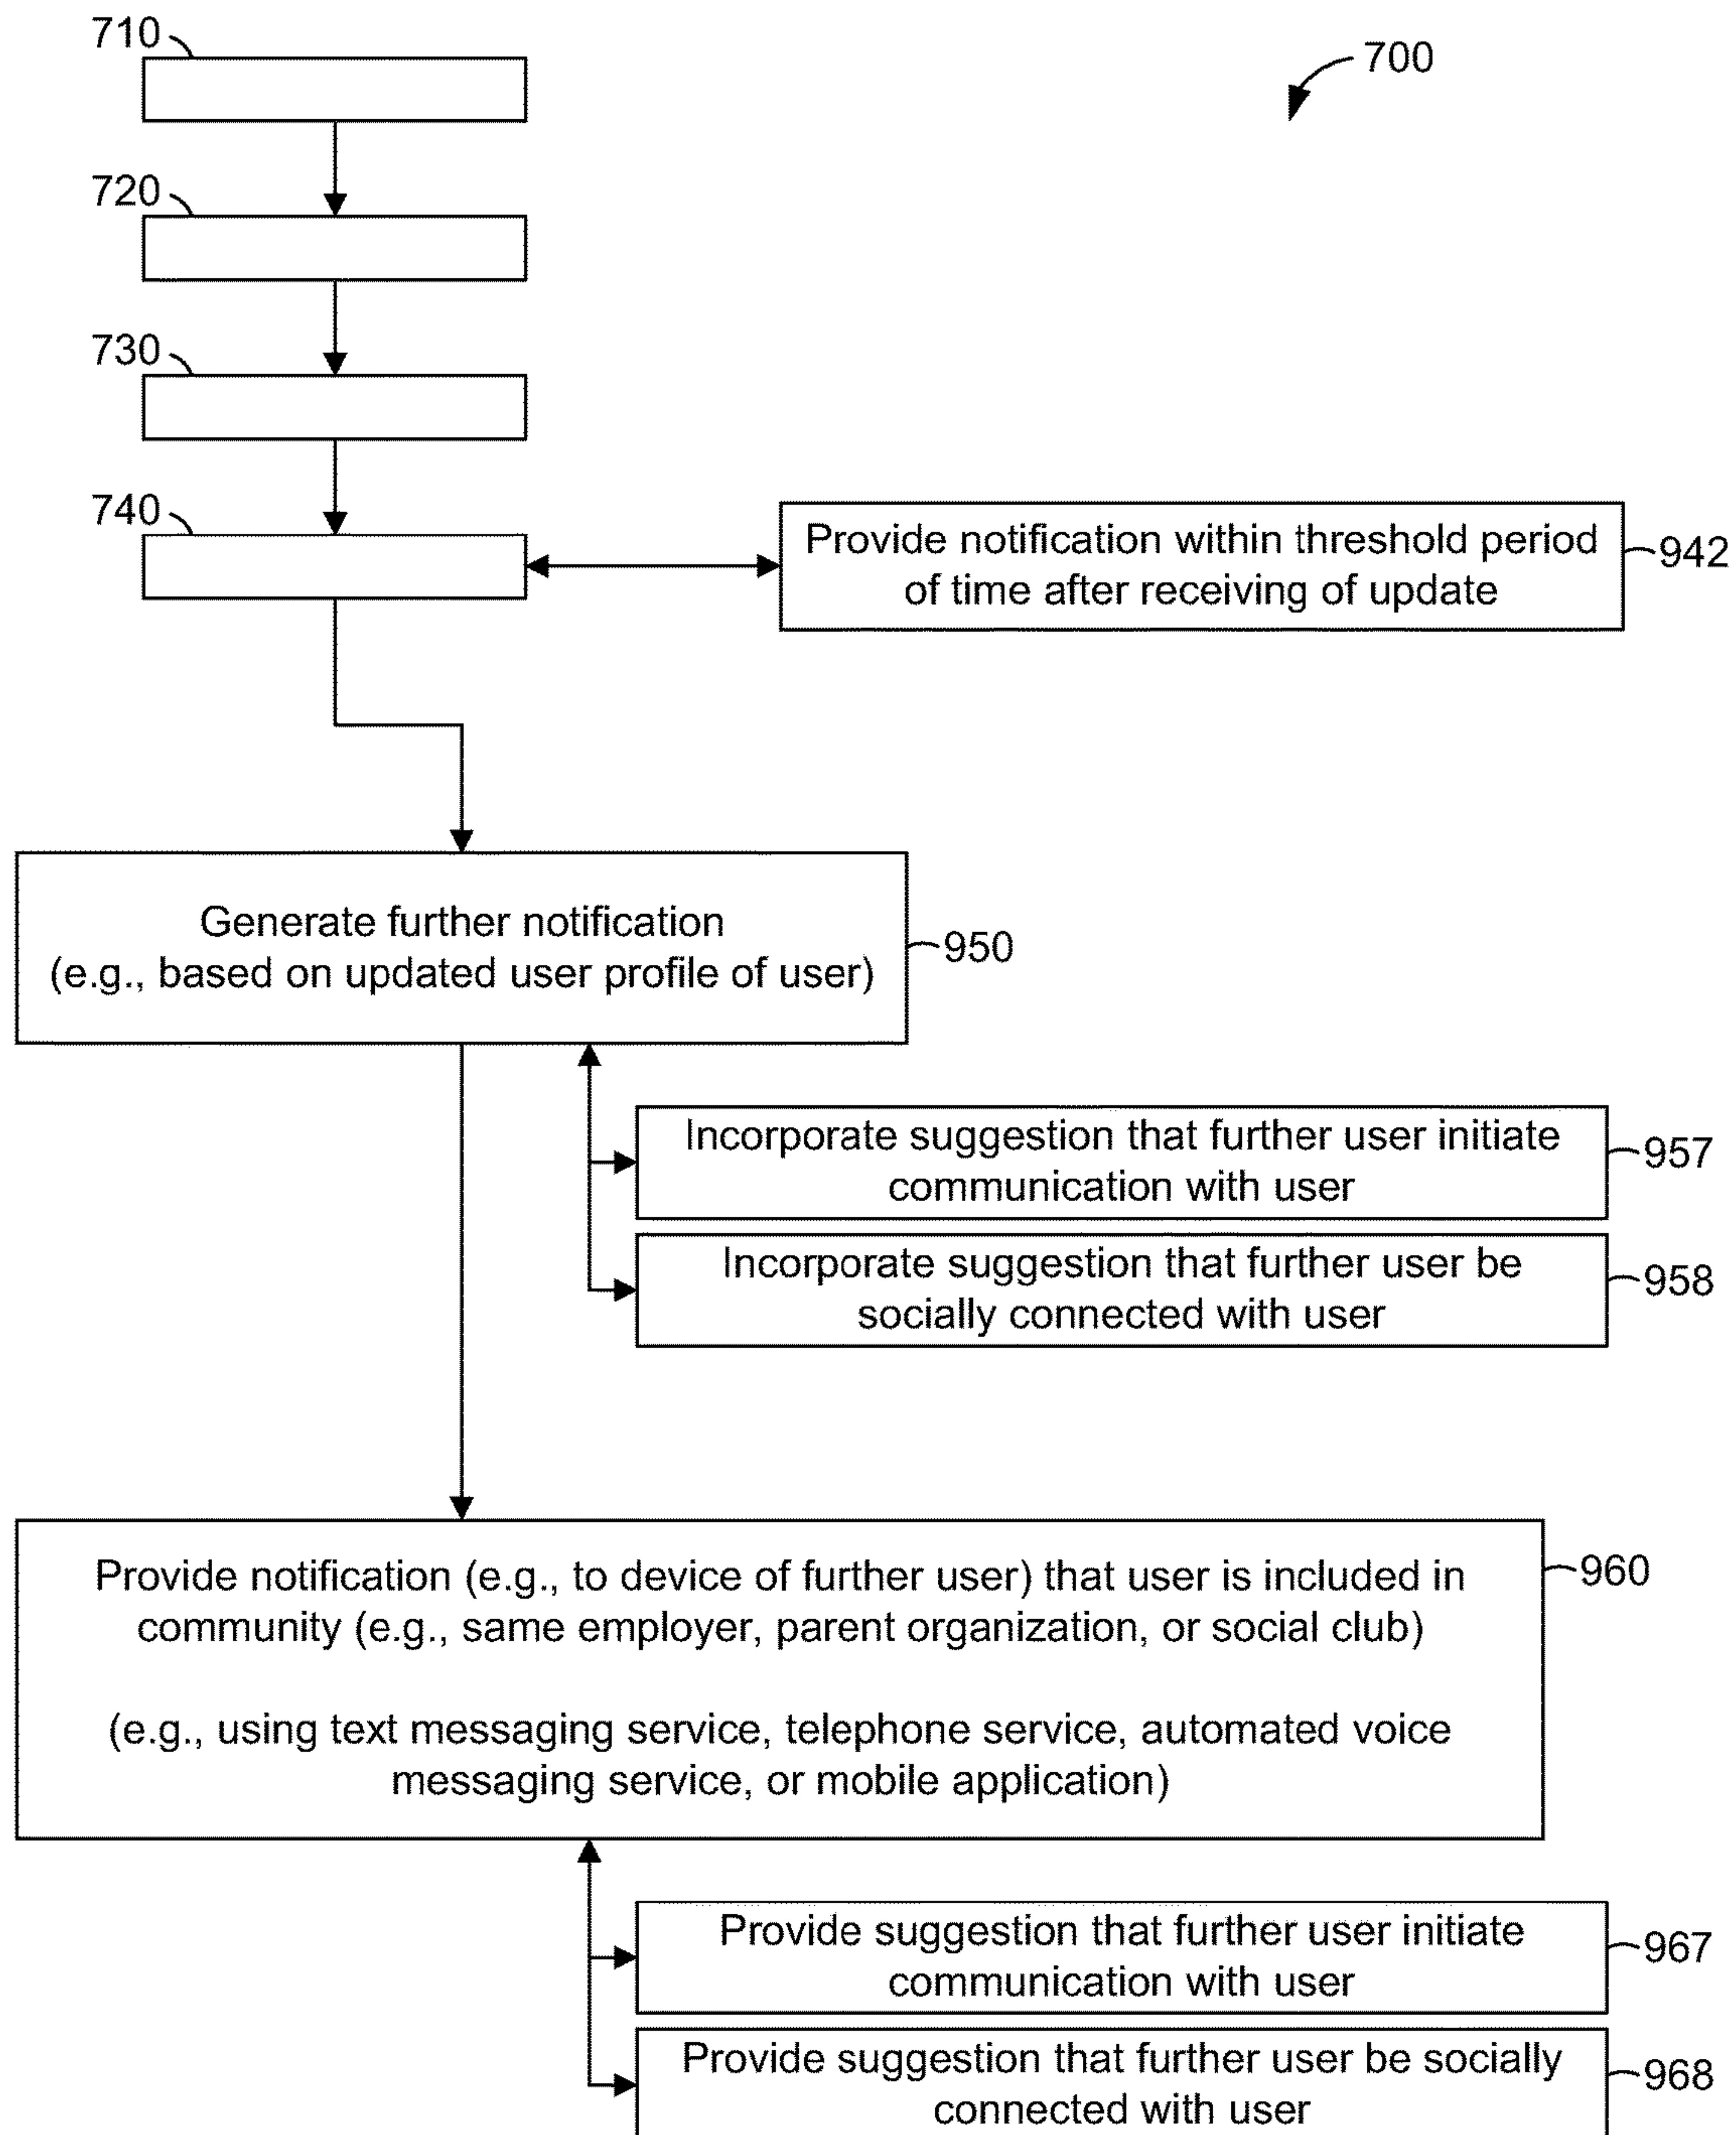 710
700
720
730
740
Provide notification within threshold period
of time after receiving of update
942
Generate further notification
(e.g., based on updated user profile of user)
950
Incorporate suggestion that further user initiate
communication with user
957
Incorporate suggestion that further user be
socially connected with user
958
Provide notification (e.g., to device of further user) that user is included in
community (e.g., same employer, parent organization, or social club)
(e.g., using text messaging service, telephone service, automated voice
messaging service, or mobile application)
960
Provide suggestion that further user initiate
communication with user
967
Provide suggestion that further user be socially
connected with user
968